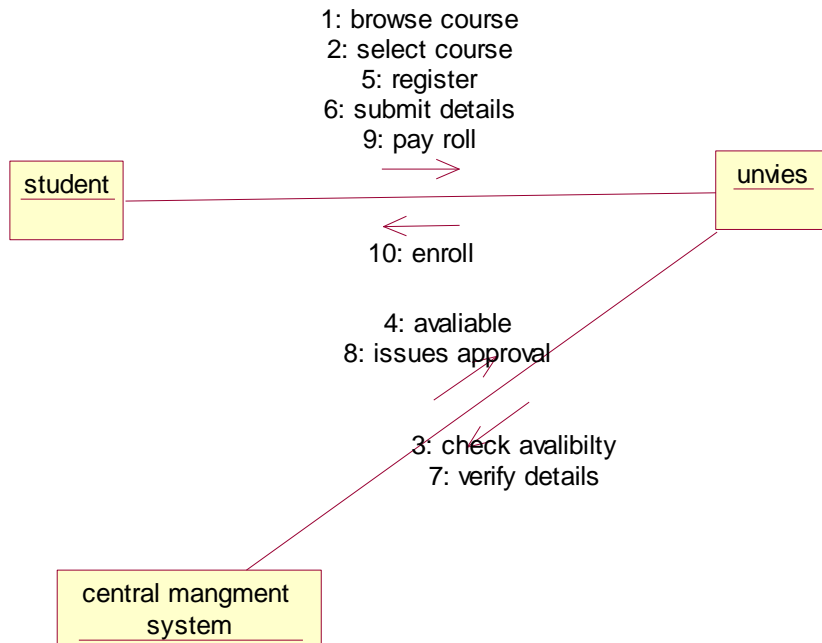 1: browse course
2: select course
5: register
6: submit details
9: pay roll
student
unvies
10: enroll
4: avaliable
8: issues approval
3: check avalibilty
7: verify details
central mangment
system